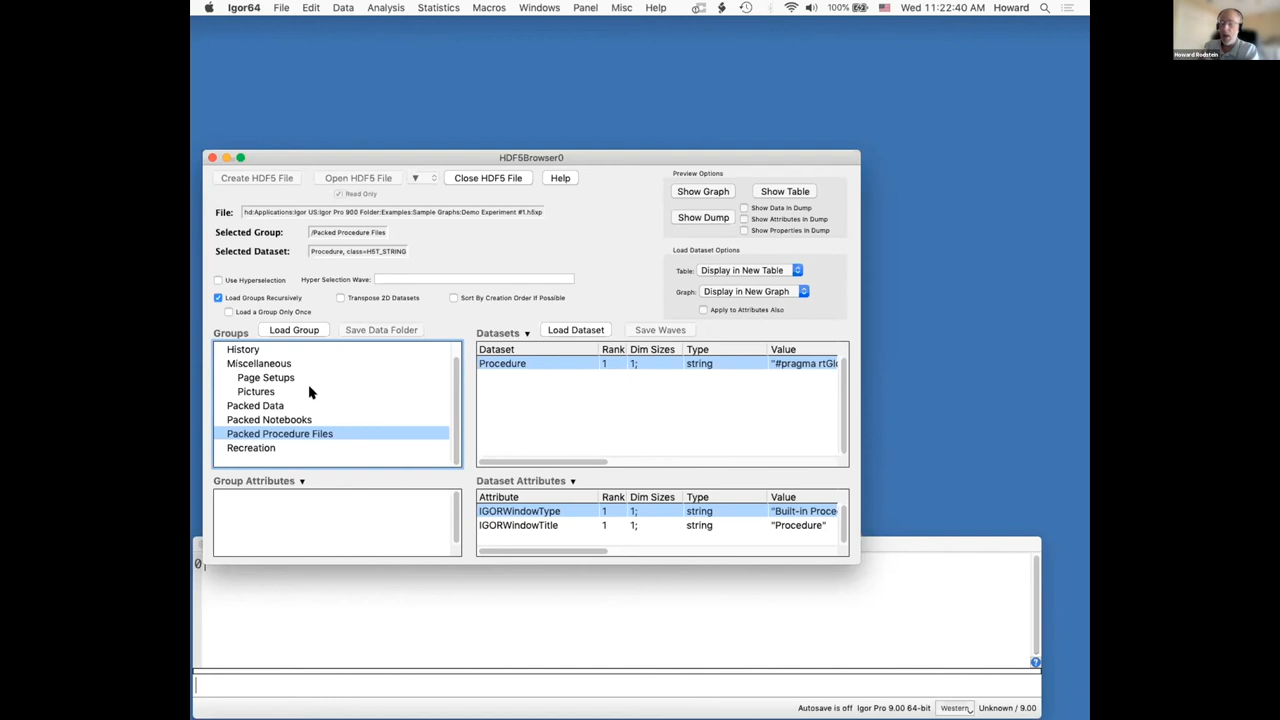 Igor64 File Edit Data Analysis Statistics Macros Windows Panel Misc Help 100% Wed 11:22:40 AM Howard
Howard Rodstein
HDF5Browser0
Create HDF5 File Open HDF5 File Close HDF5 File Help
Read Only
File: hd:Applications:Igor US:Igor Pro 900 Folder:Examples:Sample Graphs:Demo Experiment #1.h5xp
Selected Group: /Packed Procedure Files
Selected Dataset: Procedure, class=H5T_STRING
Preview Options
Show Graph Show Table
Show Dump
Show Data In Dump
Show Attributes In Dump
Show Properties In Dump
Load Dataset Options
Table: Display in New Table
Graph: Display in New Graph
Apply to Attributes Also
Use Hyperselection Hyper Selection Wave:
Load Groups Recursively Transpose 2D Datasets Sort By Creation Order If Possible
Load a Group Only Once
Groups Load Group Save Data Folder
History
Miscellaneous
Page Setups
Pictures
Packed Data
Packed Notebooks
Packed Procedure Files
Recreation
Datasets Load Dataset Save Waves
Dataset Rank Dim Sizes Type Value
Procedure 1 1; string "#pragma rtGlo
Group Attributes
Dataset Attributes
Attribute Rank Dim Sizes Type Value
IGORWindowType 1 1; string "Built-in Proce
IGORWindowTitle 1 1; string "Procedure"
0
Autosave is off Igor Pro 9.00 64-bit Western Unknown / 9.00